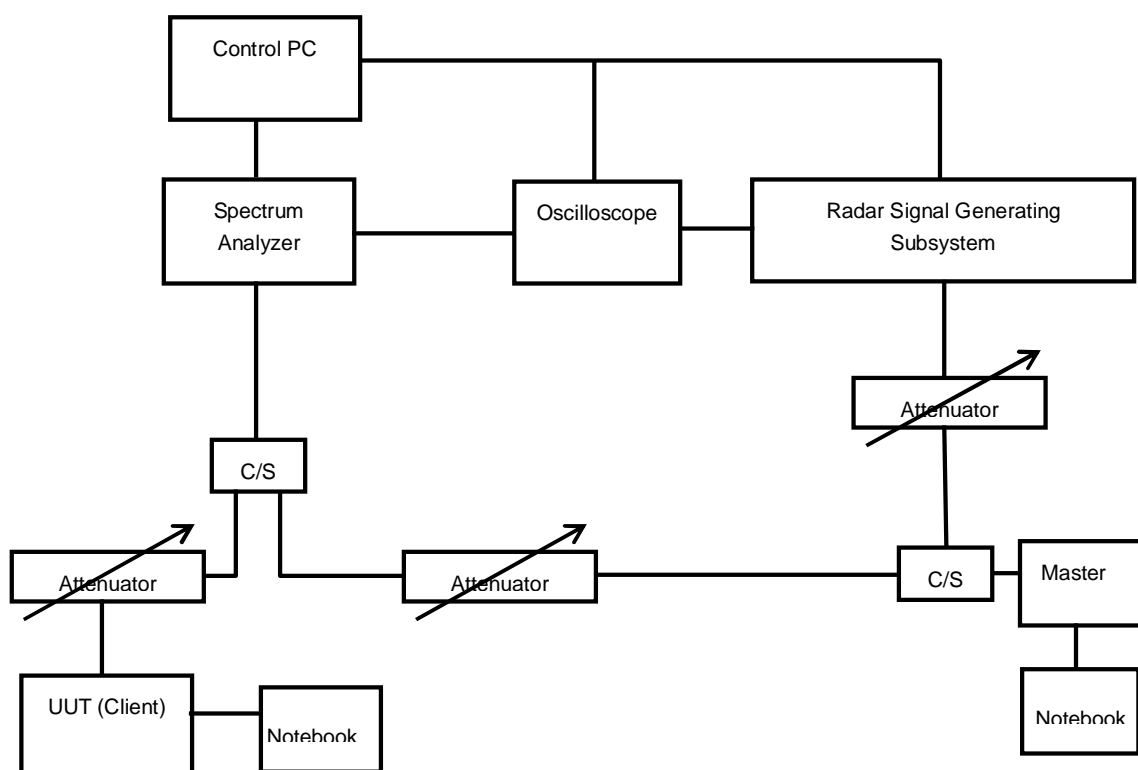 Control PC
Spectrum
Analyzer
Oscilloscope
Radar Signal Generating
Subsystem
Attenuator
C/S
Attenuator
Attenuator
C/S
Master
UUT (Client)
Notebook
Notebook